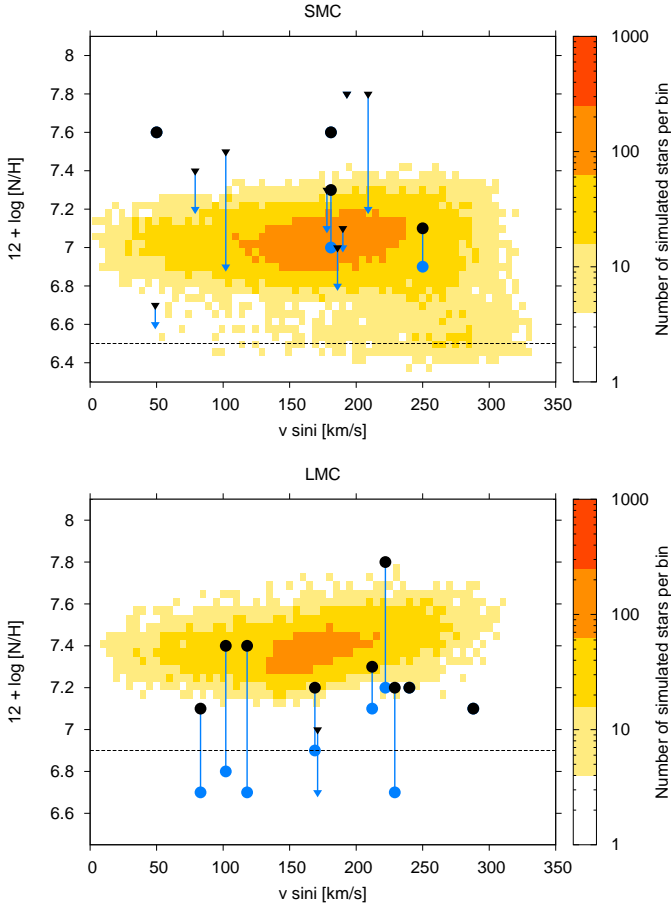 SMC
8
7.8
7.6
7.4
7.2
7
6.8
6.6
6.4
12 + log [N/H]
0 50 100 150 200 250 300 350
v sini [km/s]
1000
100
10
1
Number of simulated stars per bin
LMC
8
7.8
7.6
7.4
7.2
7
6.8
6.6
12 + log [N/H]
0 50 100 150 200 250 300 350
v sini [km/s]
1000
100
10
1
Number of simulated stars per bin